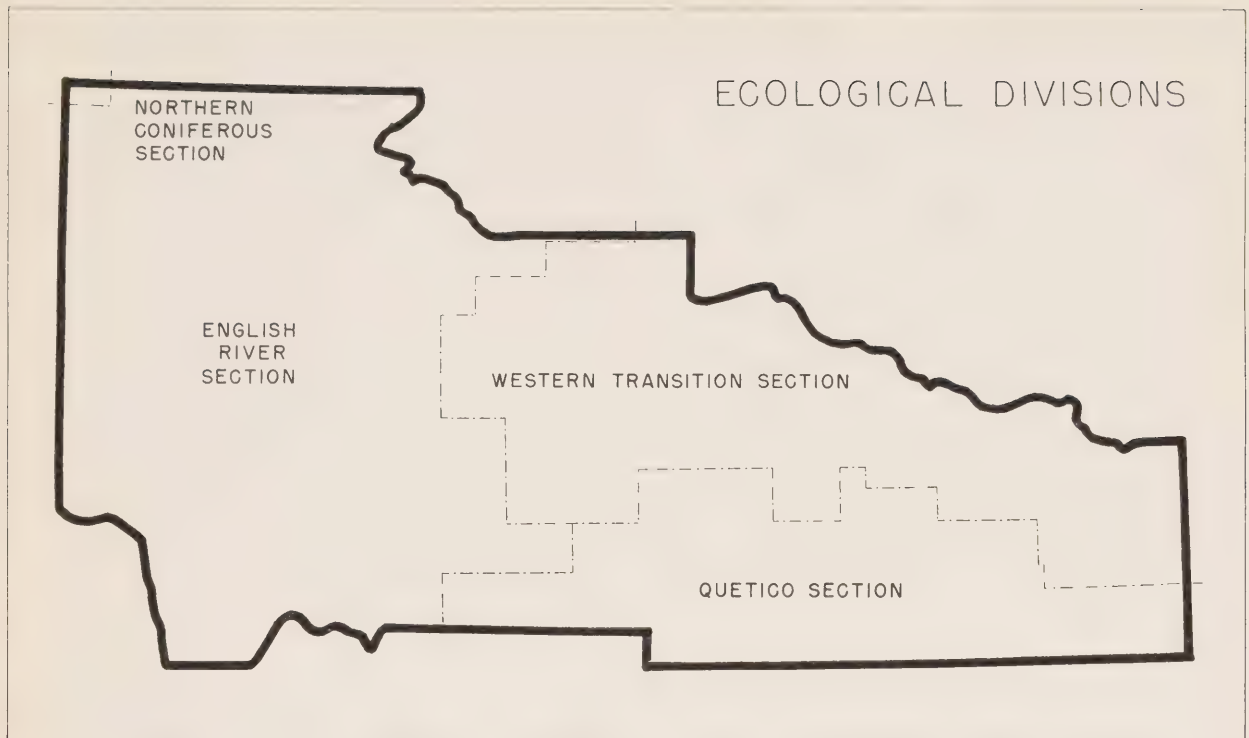 ECOLOGICAL DIVISIONS
NORTHERN
CONIFEROUS
SECTION
ENGLISH
RIVER
SECTION
WESTERN TRANSITION SECTION
QUETICO SECTION